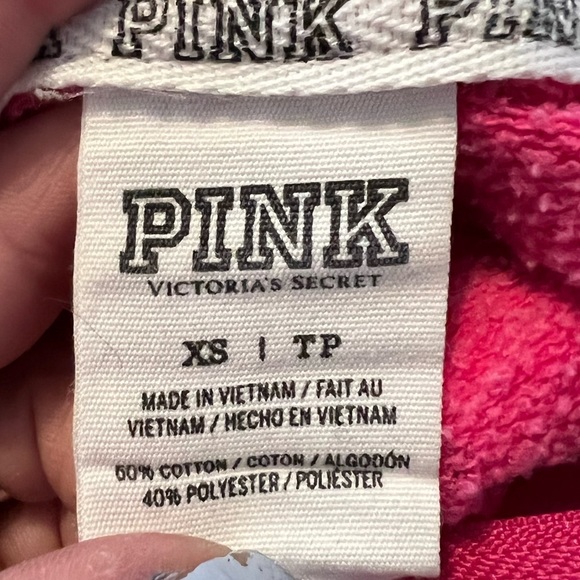 PINK
PINK
VICTORIA'S SECRET
XS | TP
MADE IN VIETNAM / FAIT AU
VIETNAM / HECHO EN VIETNAM
60% COTTON / COTON / ALGODÓN
40% POLYESTER / POLIÉSTER